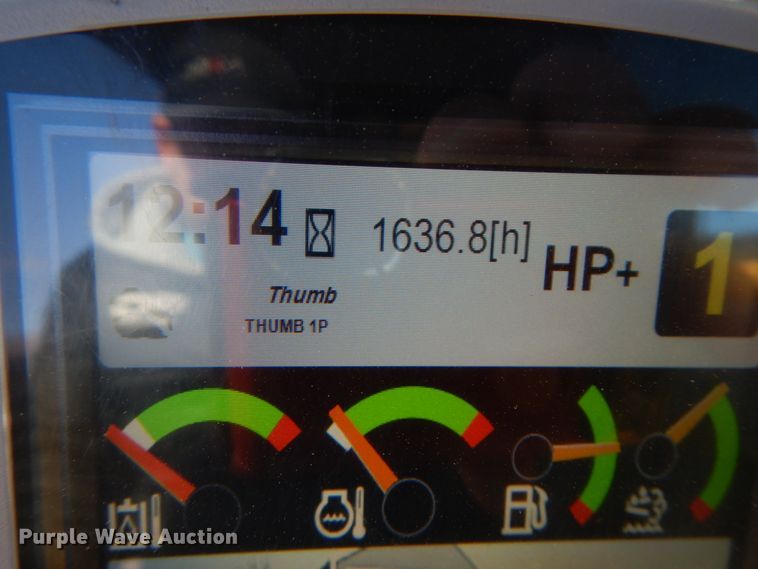 12:14 1636.8[h] HP+ 1
Thumb
THUMB 1P
Purple Wave Auction